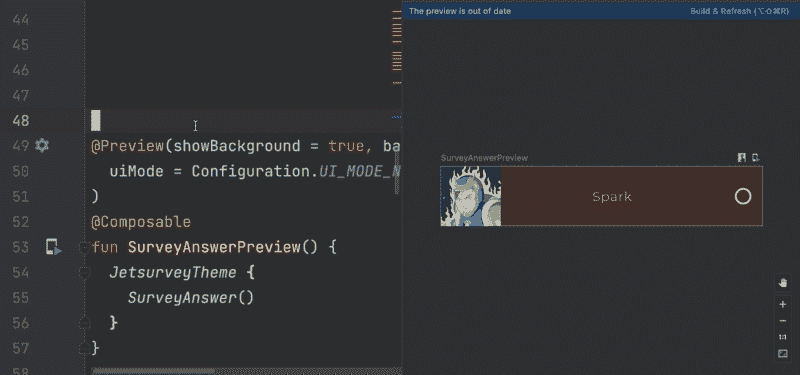 44
45
46
47
48
49 @Preview(showBackground = true, ba
50 uiMode = Configuration.UI_MODE_N
51 )
52 @Composable
53 fun SurveyAnswerPreview() {
54 JetsurveyTheme {
55 SurveyAnswer()
56 }
57 }
58
The preview is out of date Build & Refresh (⌥⇧⌘R)
SurveyAnswerPreview
Spark
+
−
1:1